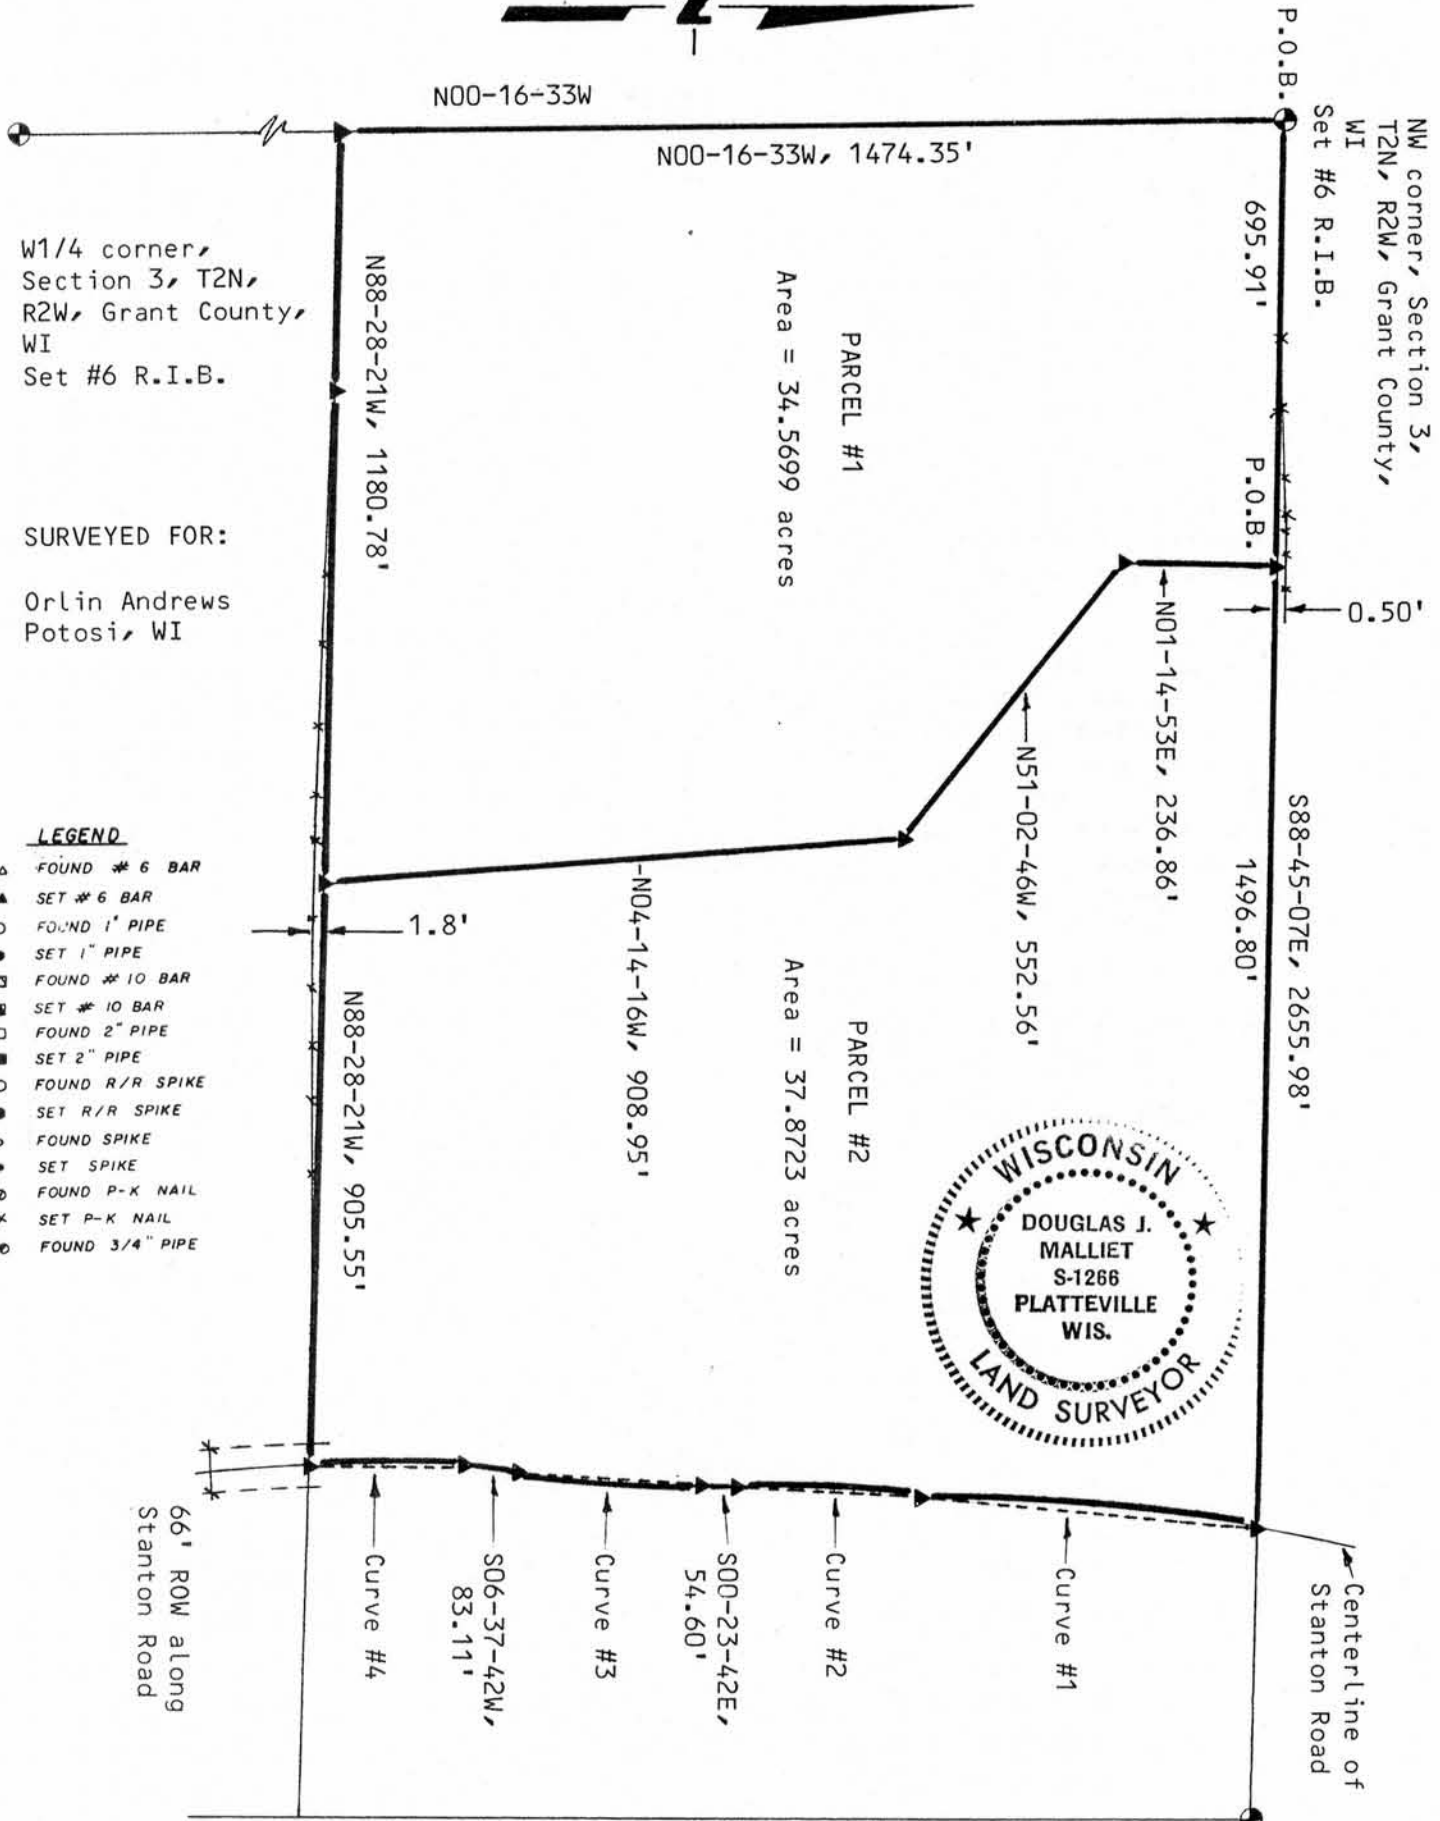 Z
N00-16-33W
N00-16-33W, 1474.35'
P.O.B.
NW corner, Section 3,
T2N, R2W, Grant County,
WI
Set #6 R.I.B.
695.91'
P.O.B.
0.50'
S88-45-07E, 2655.98'
1496.80'
N01-14-53E, 236.86'
N51-02-46W, 552.56'
N04-14-16W, 908.95'
PARCEL #1
Area = 34.5699 acres
N88-28-21W, 1180.78'
W1/4 corner,
Section 3, T2N,
R2W, Grant County,
WI
Set #6 R.I.B.
SURVEYED FOR:
Orlin Andrews
Potosi, WI
1.8'
PARCEL #2
Area = 37.8723 acres
N88-28-21W, 905.55'
LEGEND
FOUND # 6 BAR
SET # 6 BAR
FOUND 1" PIPE
SET 1" PIPE
FOUND # 10 BAR
SET # 10 BAR
FOUND 2" PIPE
SET 2" PIPE
FOUND R/R SPIKE
SET R/R SPIKE
FOUND SPIKE
SET SPIKE
FOUND P-K NAIL
SET P-K NAIL
FOUND 3/4" PIPE
WISCONSIN
DOUGLAS J.
MALLIET
S-1266
PLATTEVILLE
WIS.
LAND SURVEYOR
Centerline of
Stanton Road
Curve #1
Curve #2
S00-23-42E,
54.60'
Curve #3
S06-37-42W,
83.11'
Curve #4
66' ROW along
Stanton Road